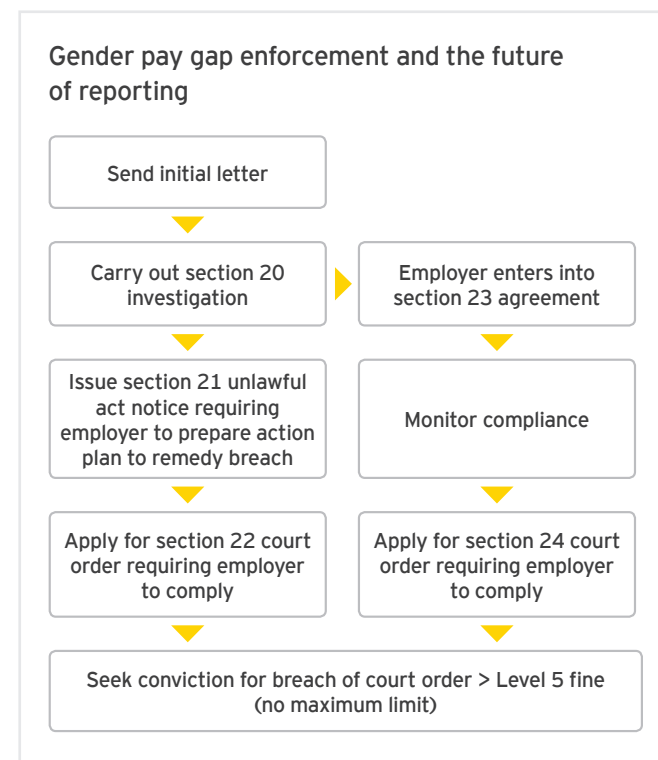 Gender pay gap enforcement and the future
of reporting
Send initial letter
Carry out section 20
investigation
Employer enters into
section 23 agreement
Issue section 21 unlawful
act notice requiring
employer to prepare action
plan to remedy breach
Monitor compliance
Apply for section 22 court
order requiring employer
to comply
Apply for section 24 court
order requiring employer
to comply
Seek conviction for breach of court order > Level 5 fine
(no maximum limit)